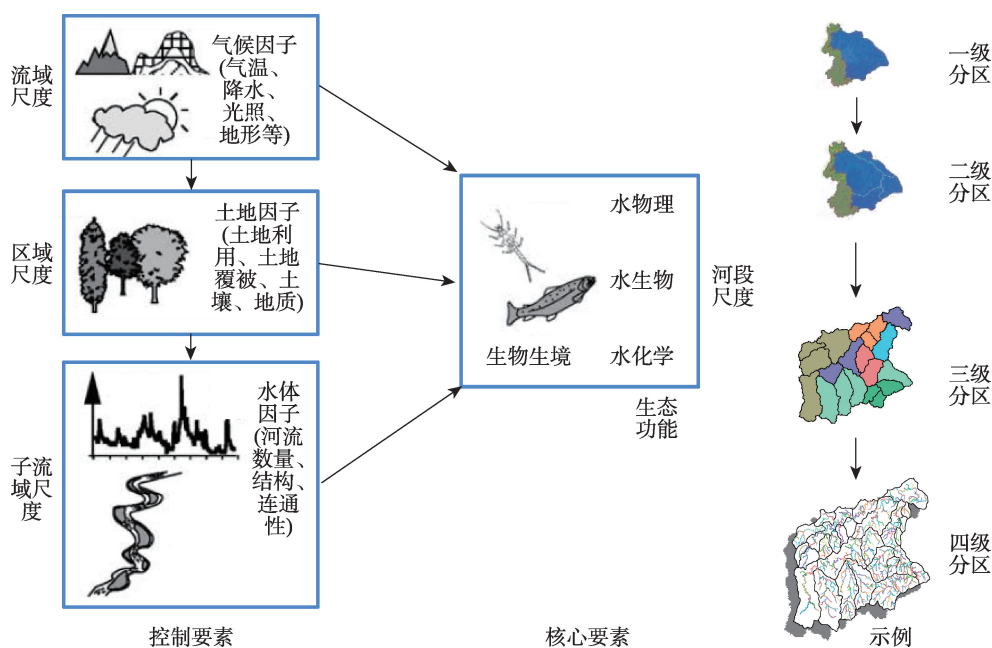 流域
尺度
气候因子
(气温、
降水、
光照、
地形等)
区域
尺度
土地因子
(土地利
用、土地
覆被、土
壤、地质)
子流
域尺
度
水体
因子
(河流
数量、
结构、
连通
性)
控制要素
水物理
水生物
生物生境
水化学
河段
尺度
生态
功能
核心要素
一级
分区
二级
分区
三级
分区
四级
分区
示例